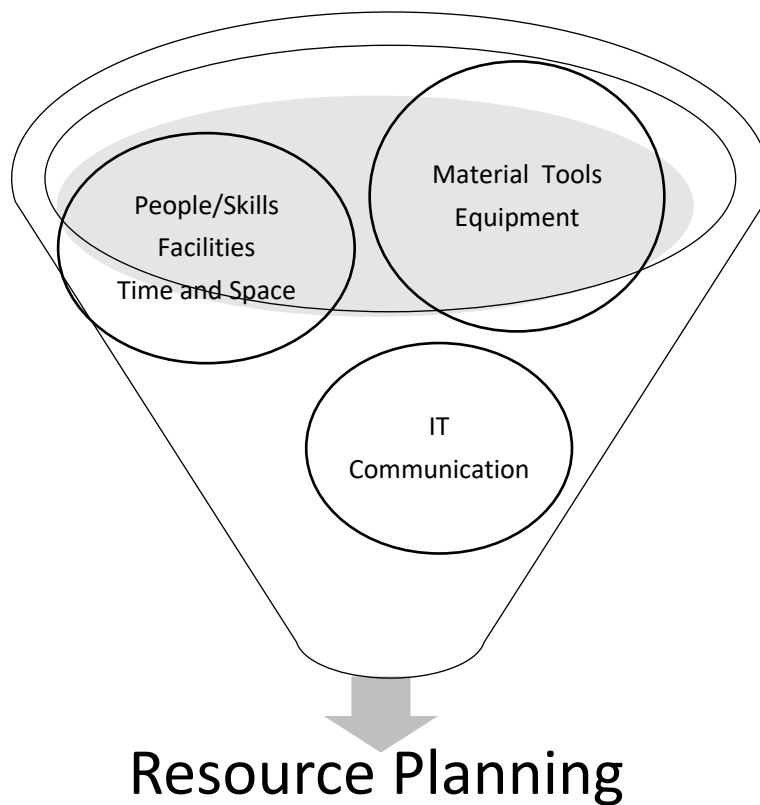 People/Skills
Facilities
Time and Space
Material Tools
Equipment
IT
Communication
Resource Planning